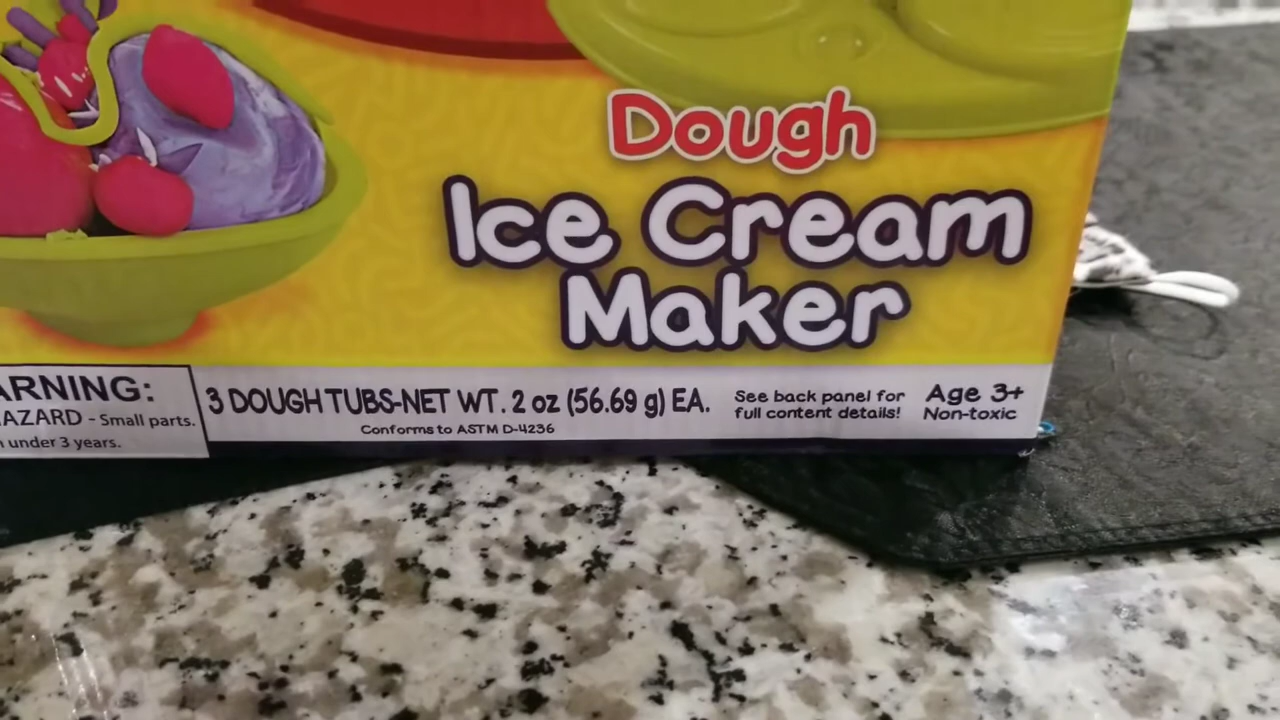 Dough
Ice Cream
Maker
ARNING:
AZARD - Small parts.
under 3 years.
3 DOUGH TUBS-NET WT. 2 oz (56.69 g) EA.
Conforms to ASTM D-4236
See back panel for
full content details!
Age 3+
Non-toxic